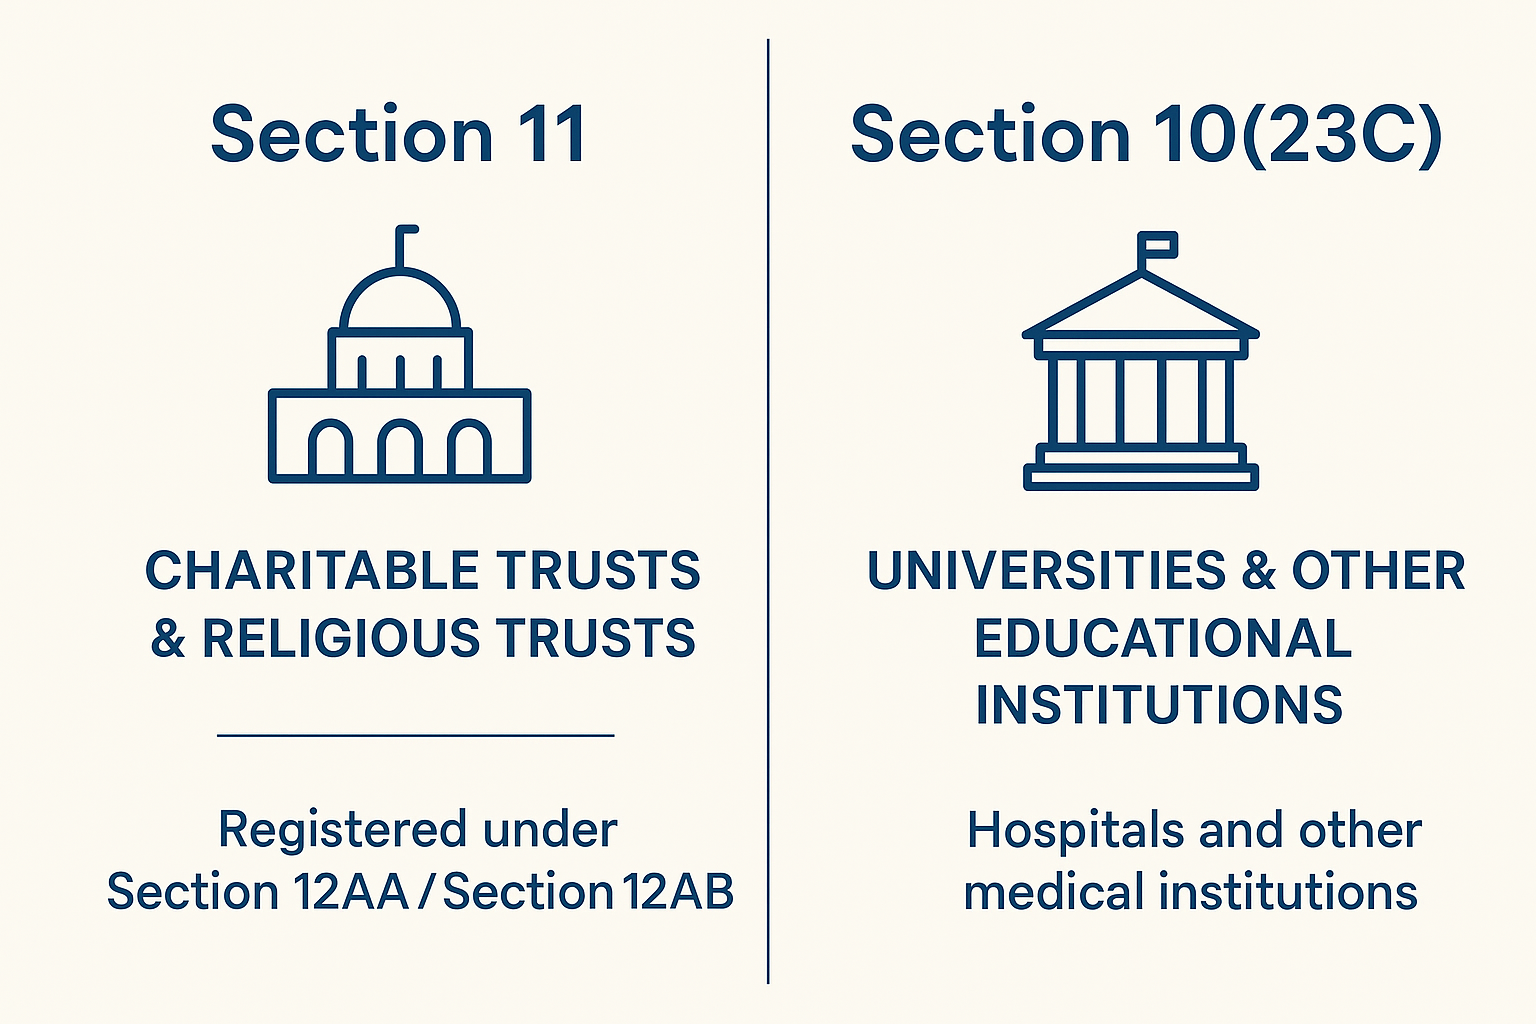 Section 11
CHARITABLE TRUSTS
& RELIGIOUS TRUSTS
Registered under
Section 12AA / Section 12AB
Section 10(23C)
UNIVERSITIES & OTHER
EDUCATIONAL
INSTITUTIONS
Hospitals and other
medical institutions